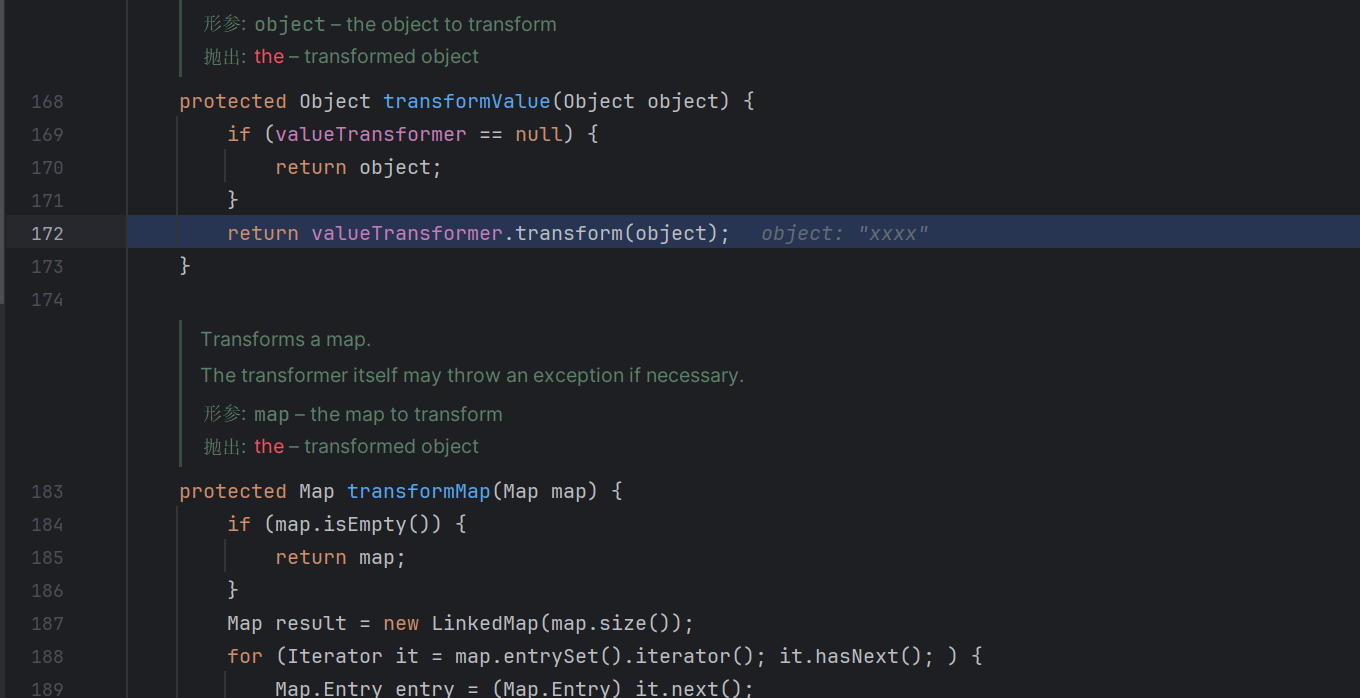 形参: object – the object to transform
抛出: the – transformed object
168 protected Object transformValue(Object object) {
169 if (valueTransformer == null) {
170 return object;
171 }
172 return valueTransformer.transform(object); object: "xxxx"
173 }
174
Transforms a map.
The transformer itself may throw an exception if necessary.
形参: map – the map to transform
抛出: the – transformed object
183 protected Map transformMap(Map map) {
184 if (map.isEmpty()) {
185 return map;
186 }
187 Map result = new LinkedMap(map.size());
188 for (Iterator it = map.entrySet().iterator(); it.hasNext(); ) {
189 Map.Entry entry = (Map.Entry) it.next();